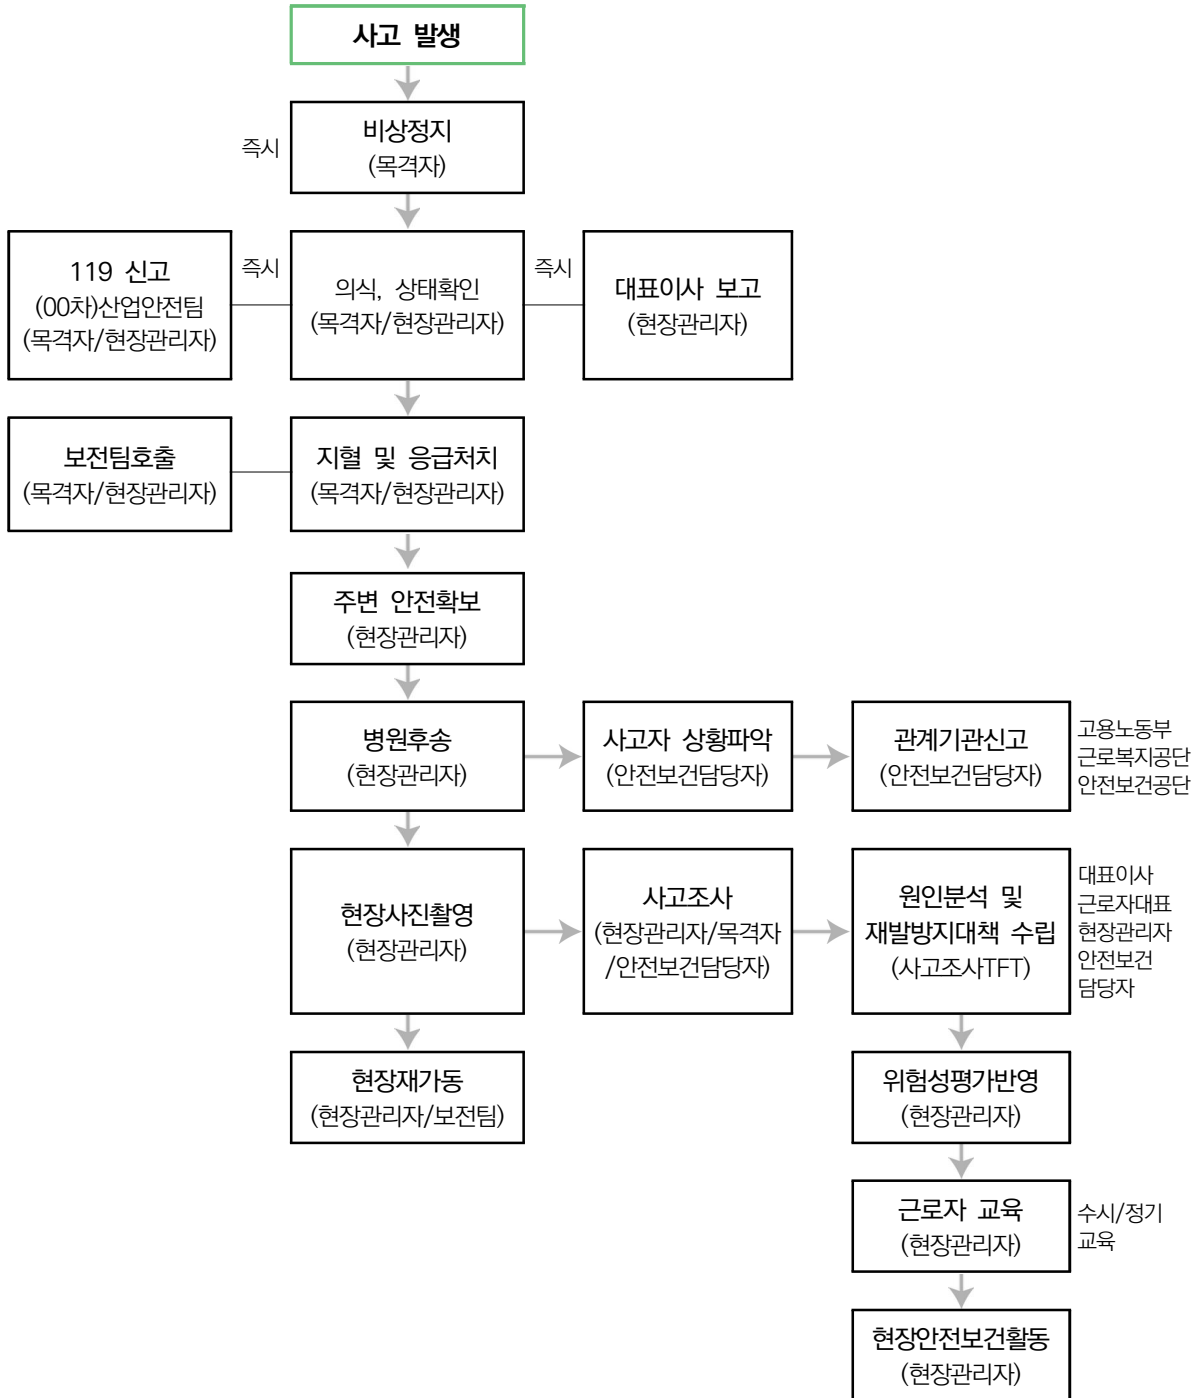 사고 발생
즉시
비상정지
(목격자)
119 신고
(00차)산업안전팀
(목격자/현장관리자)
즉시
의식, 상태확인
(목격자/현장관리자)
즉시
대표이사 보고
(현장관리자)
보전팀호출
(목격자/현장관리자)
지혈 및 응급처치
(목격자/현장관리자)
주변 안전확보
(현장관리자)
병원후송
(현장관리자)
사고자 상황파악
(안전보건담당자)
관계기관신고
(안전보건담당자)
고용노동부
근로복지공단
안전보건공단
현장사진촬영
(현장관리자)
사고조사
(현장관리자/목격자
/안전보건담당자)
원인분석 및
재발방지대책 수립
(사고조사TFT)
대표이사
근로자대표
현장관리자
안전보건
담당자
현장재가동
(현장관리자/보전팀)
위험성평가반영
(현장관리자)
근로자 교육
(현장관리자)
수시/정기
교육
현장안전보건활동
(현장관리자)